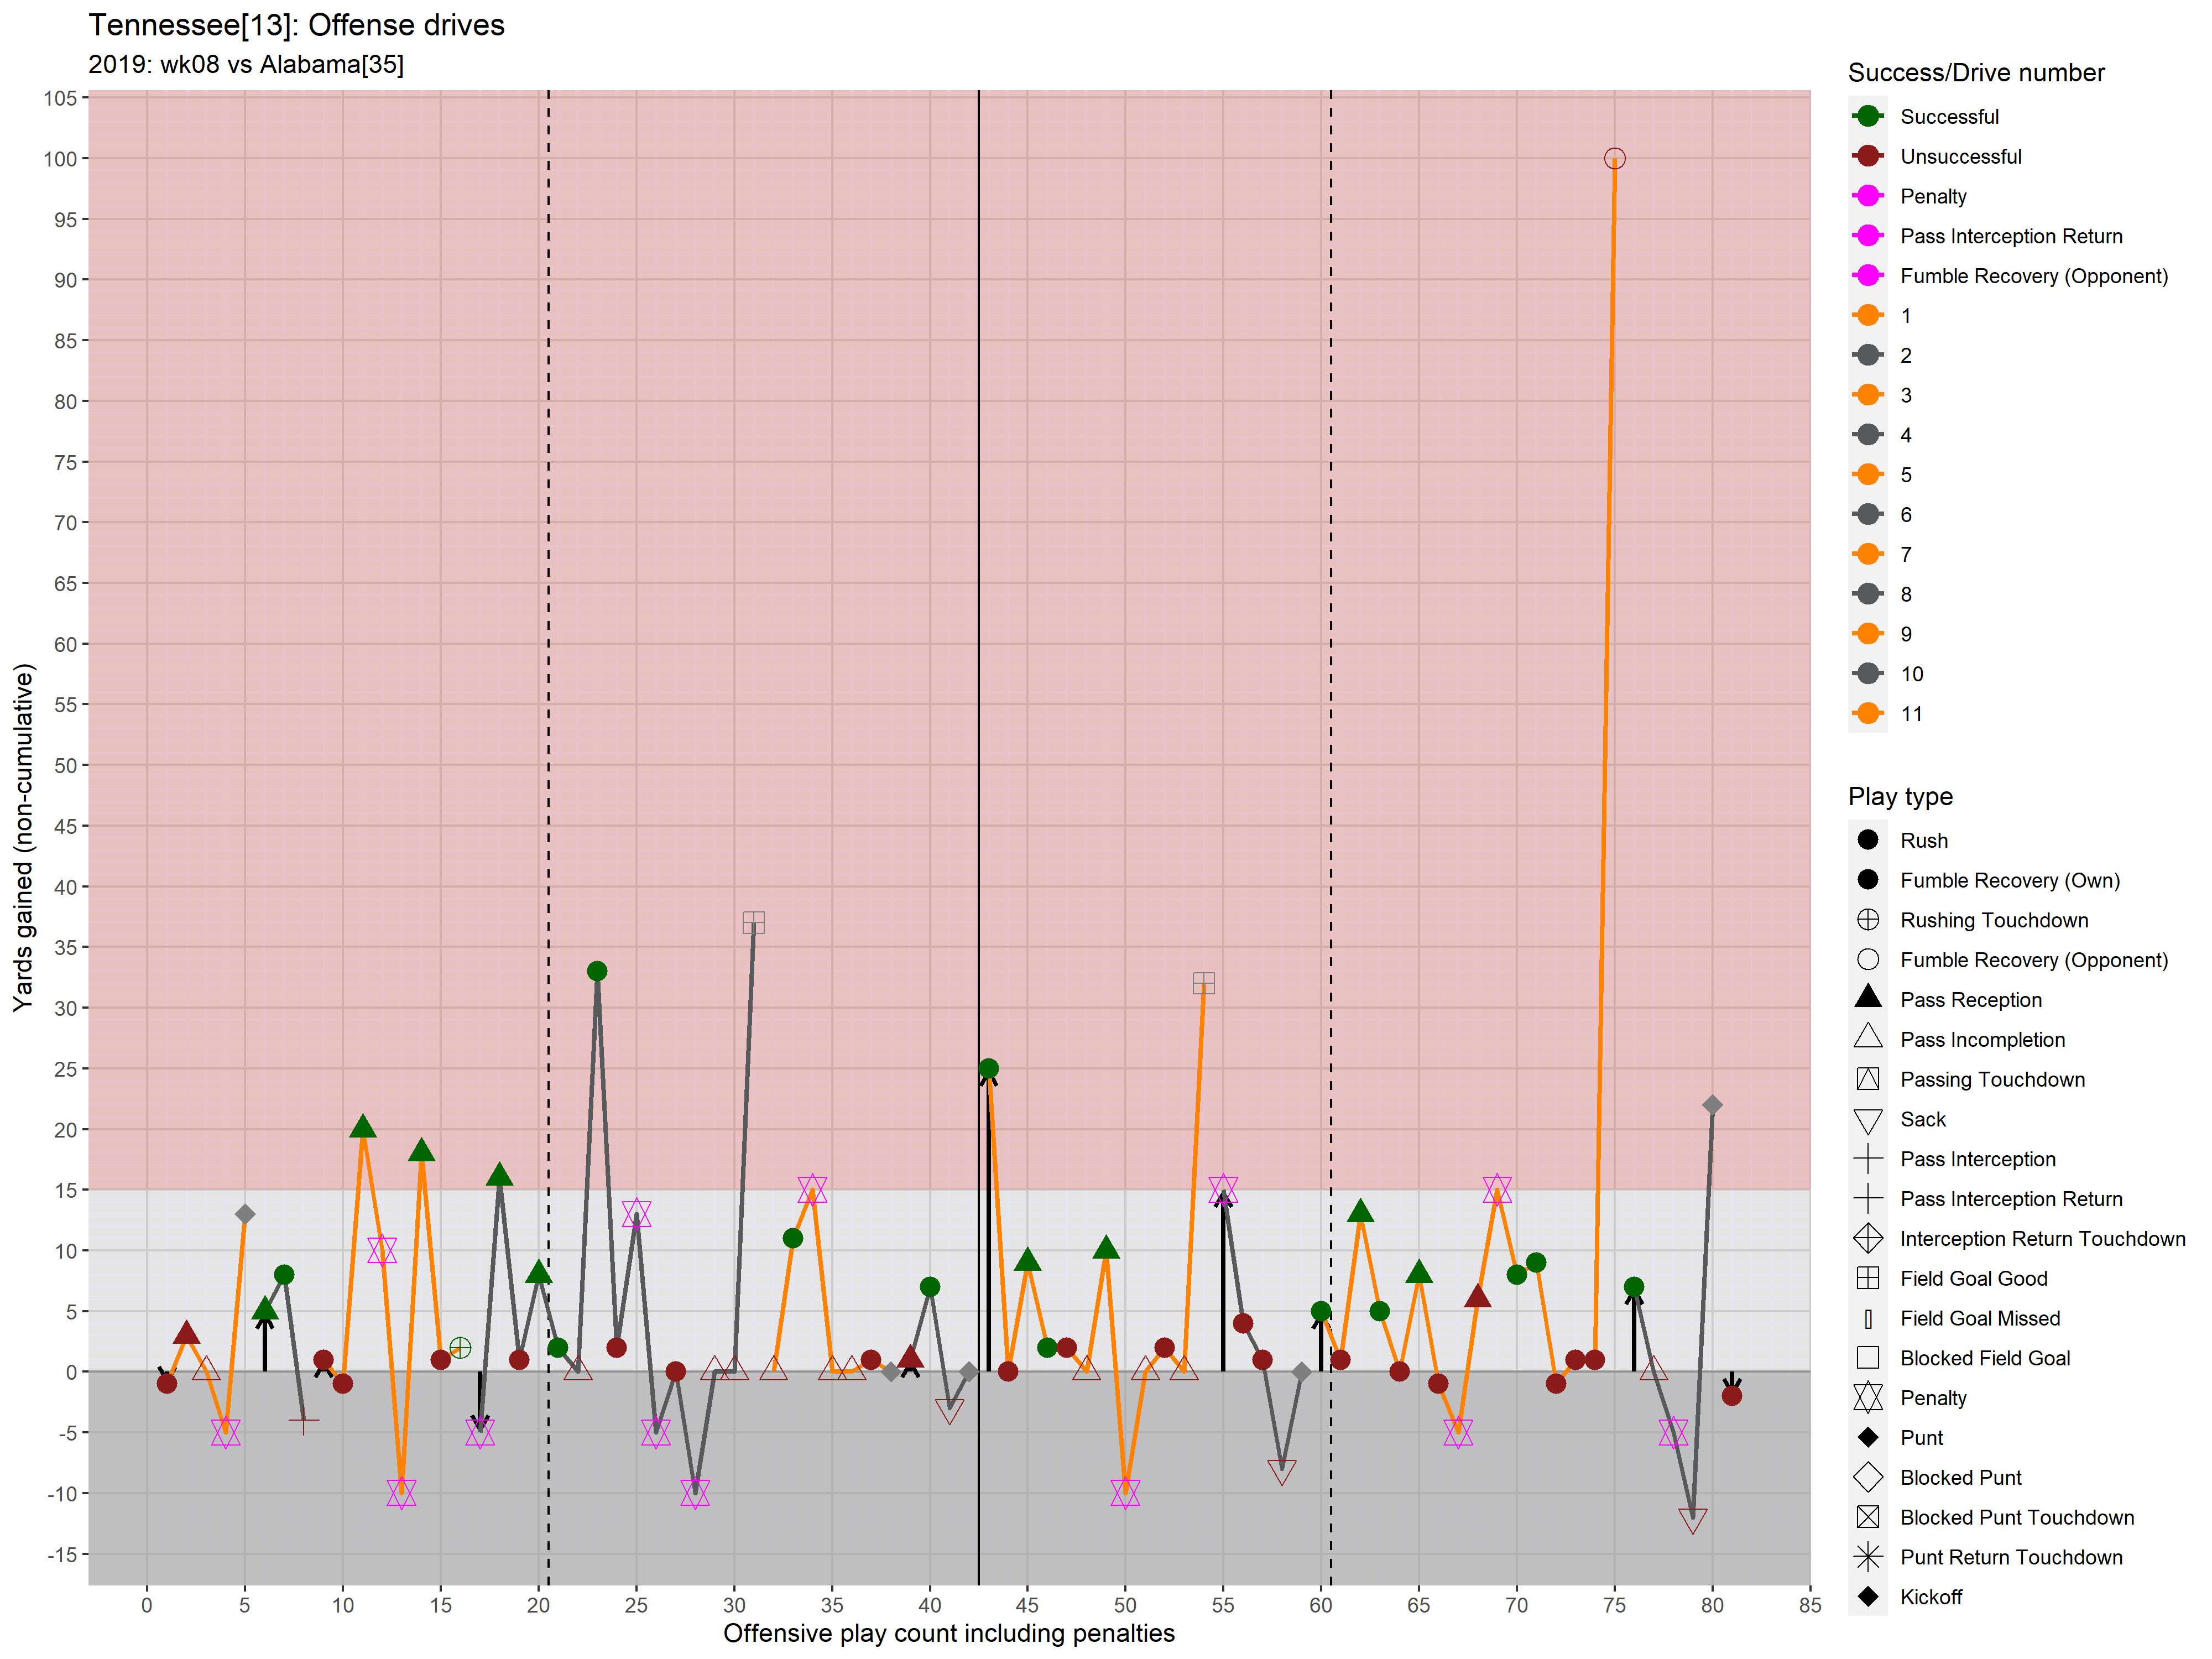 Tennessee[13]: Offense drives
2019: wk08 vs Alabama[35]
Yards gained (non-cumulative)
105
100
95
90
85
80
75
70
65
60
55
50
45
40
35
30
25
20
15
10
5
0
-5
-10
-15
0 5 10 15 20 25 30 35 40 45 50 55 60 65 70 75 80 85
Offensive play count including penalties
Success/Drive number
Successful
Unsuccessful
Penalty
Pass Interception Return
Fumble Recovery (Opponent)
1
2
3
4
5
6
7
8
9
10
11
Play type
Rush
Fumble Recovery (Own)
Rushing Touchdown
Fumble Recovery (Opponent)
Pass Reception
Pass Incompletion
Passing Touchdown
Sack
Pass Interception
Pass Interception Return
Interception Return Touchdown
Field Goal Good
Field Goal Missed
Blocked Field Goal
Penalty
Punt
Blocked Punt
Blocked Punt Touchdown
Punt Return Touchdown
Kickoff